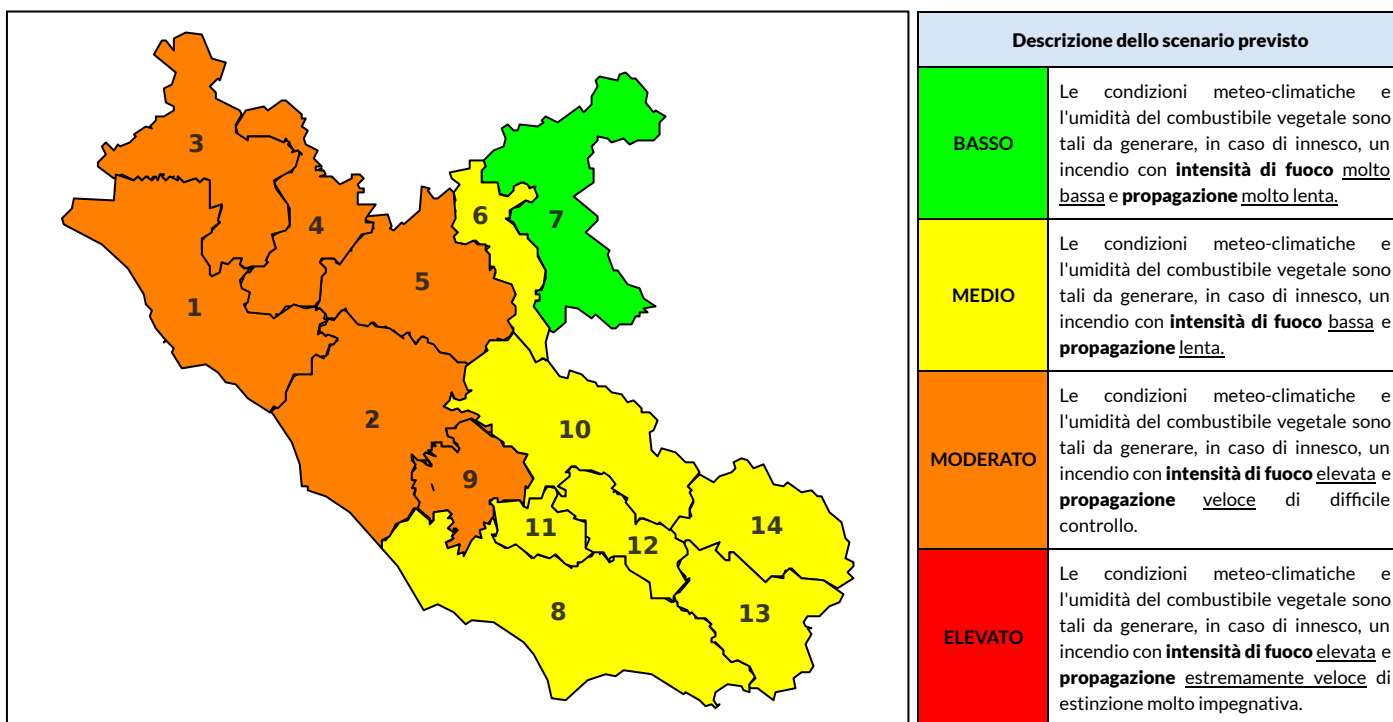 3
4
6
7
5
1
2
10
9
11
12
14
8
13
Descrizione dello scenario previsto
BASSO
Le condizioni meteo-climatiche e
l'umidità del combustibile vegetale sono
tali da generare, in caso di innesco, un
incendio con intensità di fuoco molto
bassa e propagazione molto lenta.
MEDIO
Le condizioni meteo-climatiche e
l'umidità del combustibile vegetale sono
tali da generare, in caso di innesco, un
incendio con intensità di fuoco bassa e
propagazione lenta.
MODERATO
Le condizioni meteo-climatiche e
l'umidità del combustibile vegetale sono
tali da generare, in caso di innesco, un
incendio con intensità di fuoco elevata e
propagazione veloce di difficile
controllo.
ELEVATO
Le condizioni meteo-climatiche e
l'umidità del combustibile vegetale sono
tali da generare, in caso di innesco, un
incendio con intensità di fuoco elevata e
propagazione estremamente veloce di
estinzione molto impegnativa.